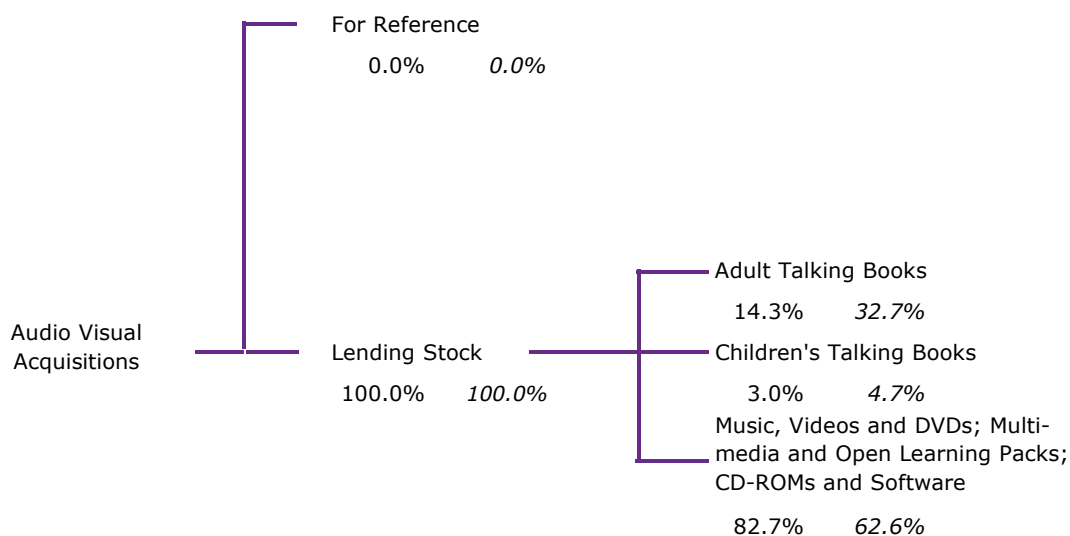 For Reference
0.0% 0.0%
Adult Talking Books
14.3% 32.7%
Audio Visual
Acquisitions
Lending Stock
100.0% 100.0%
Children's Talking Books
3.0% 4.7%
Music, Videos and DVDs; Multi-
media and Open Learning Packs;
CD-ROMs and Software
82.7% 62.6%